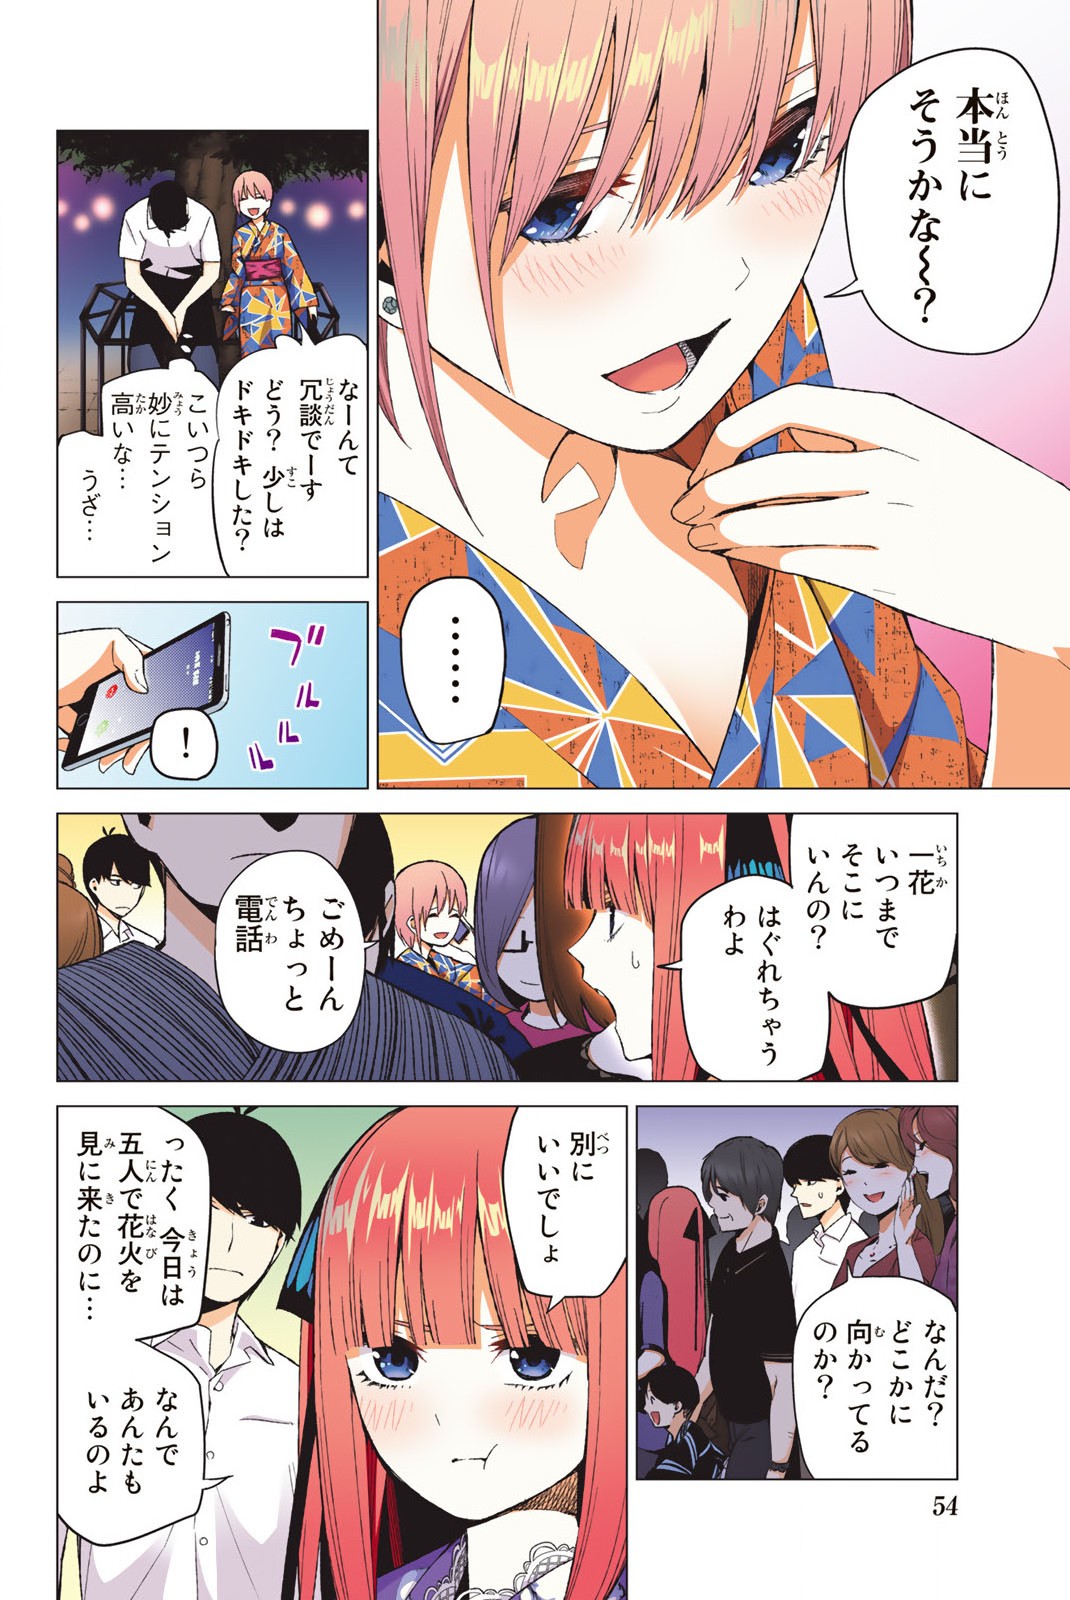 本当に
そうかな〜?
……
なーんて
冗談でーす
どう? 少しは
ドキドキした?
こいつら
妙にテンション
高いな…
うざ…
ブルルル
!
一花
いつまで
そこに
いんの?
はぐれちゃう
わよ
ごめーん
ちょっと
電話
なんだ?
どこかに
向かってる
のか?
別に
いいでしょ
ったく 今日は
五人で花火を
見に来たのに…
なんで
あんたも
いるのよ
54